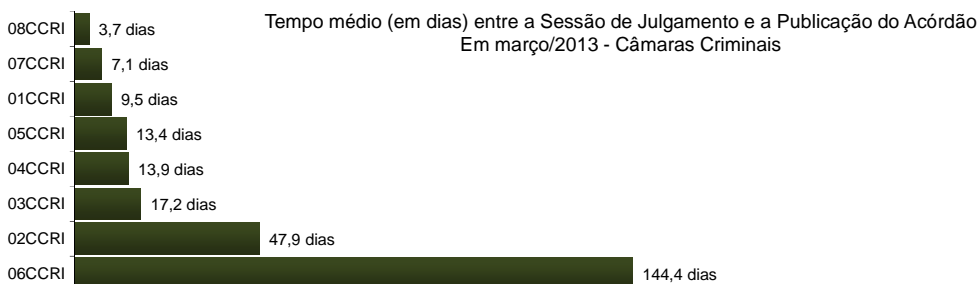 Tempo médio (em dias) entre a Sessão de Julgamento e a Publicação do Acórdão
Em março/2013 - Câmaras Criminais
08CCRI 3,7 dias
07CCRI 7,1 dias
01CCRI 9,5 dias
05CCRI 13,4 dias
04CCRI 13,9 dias
03CCRI 17,2 dias
02CCRI 47,9 dias
06CCRI 144,4 dias